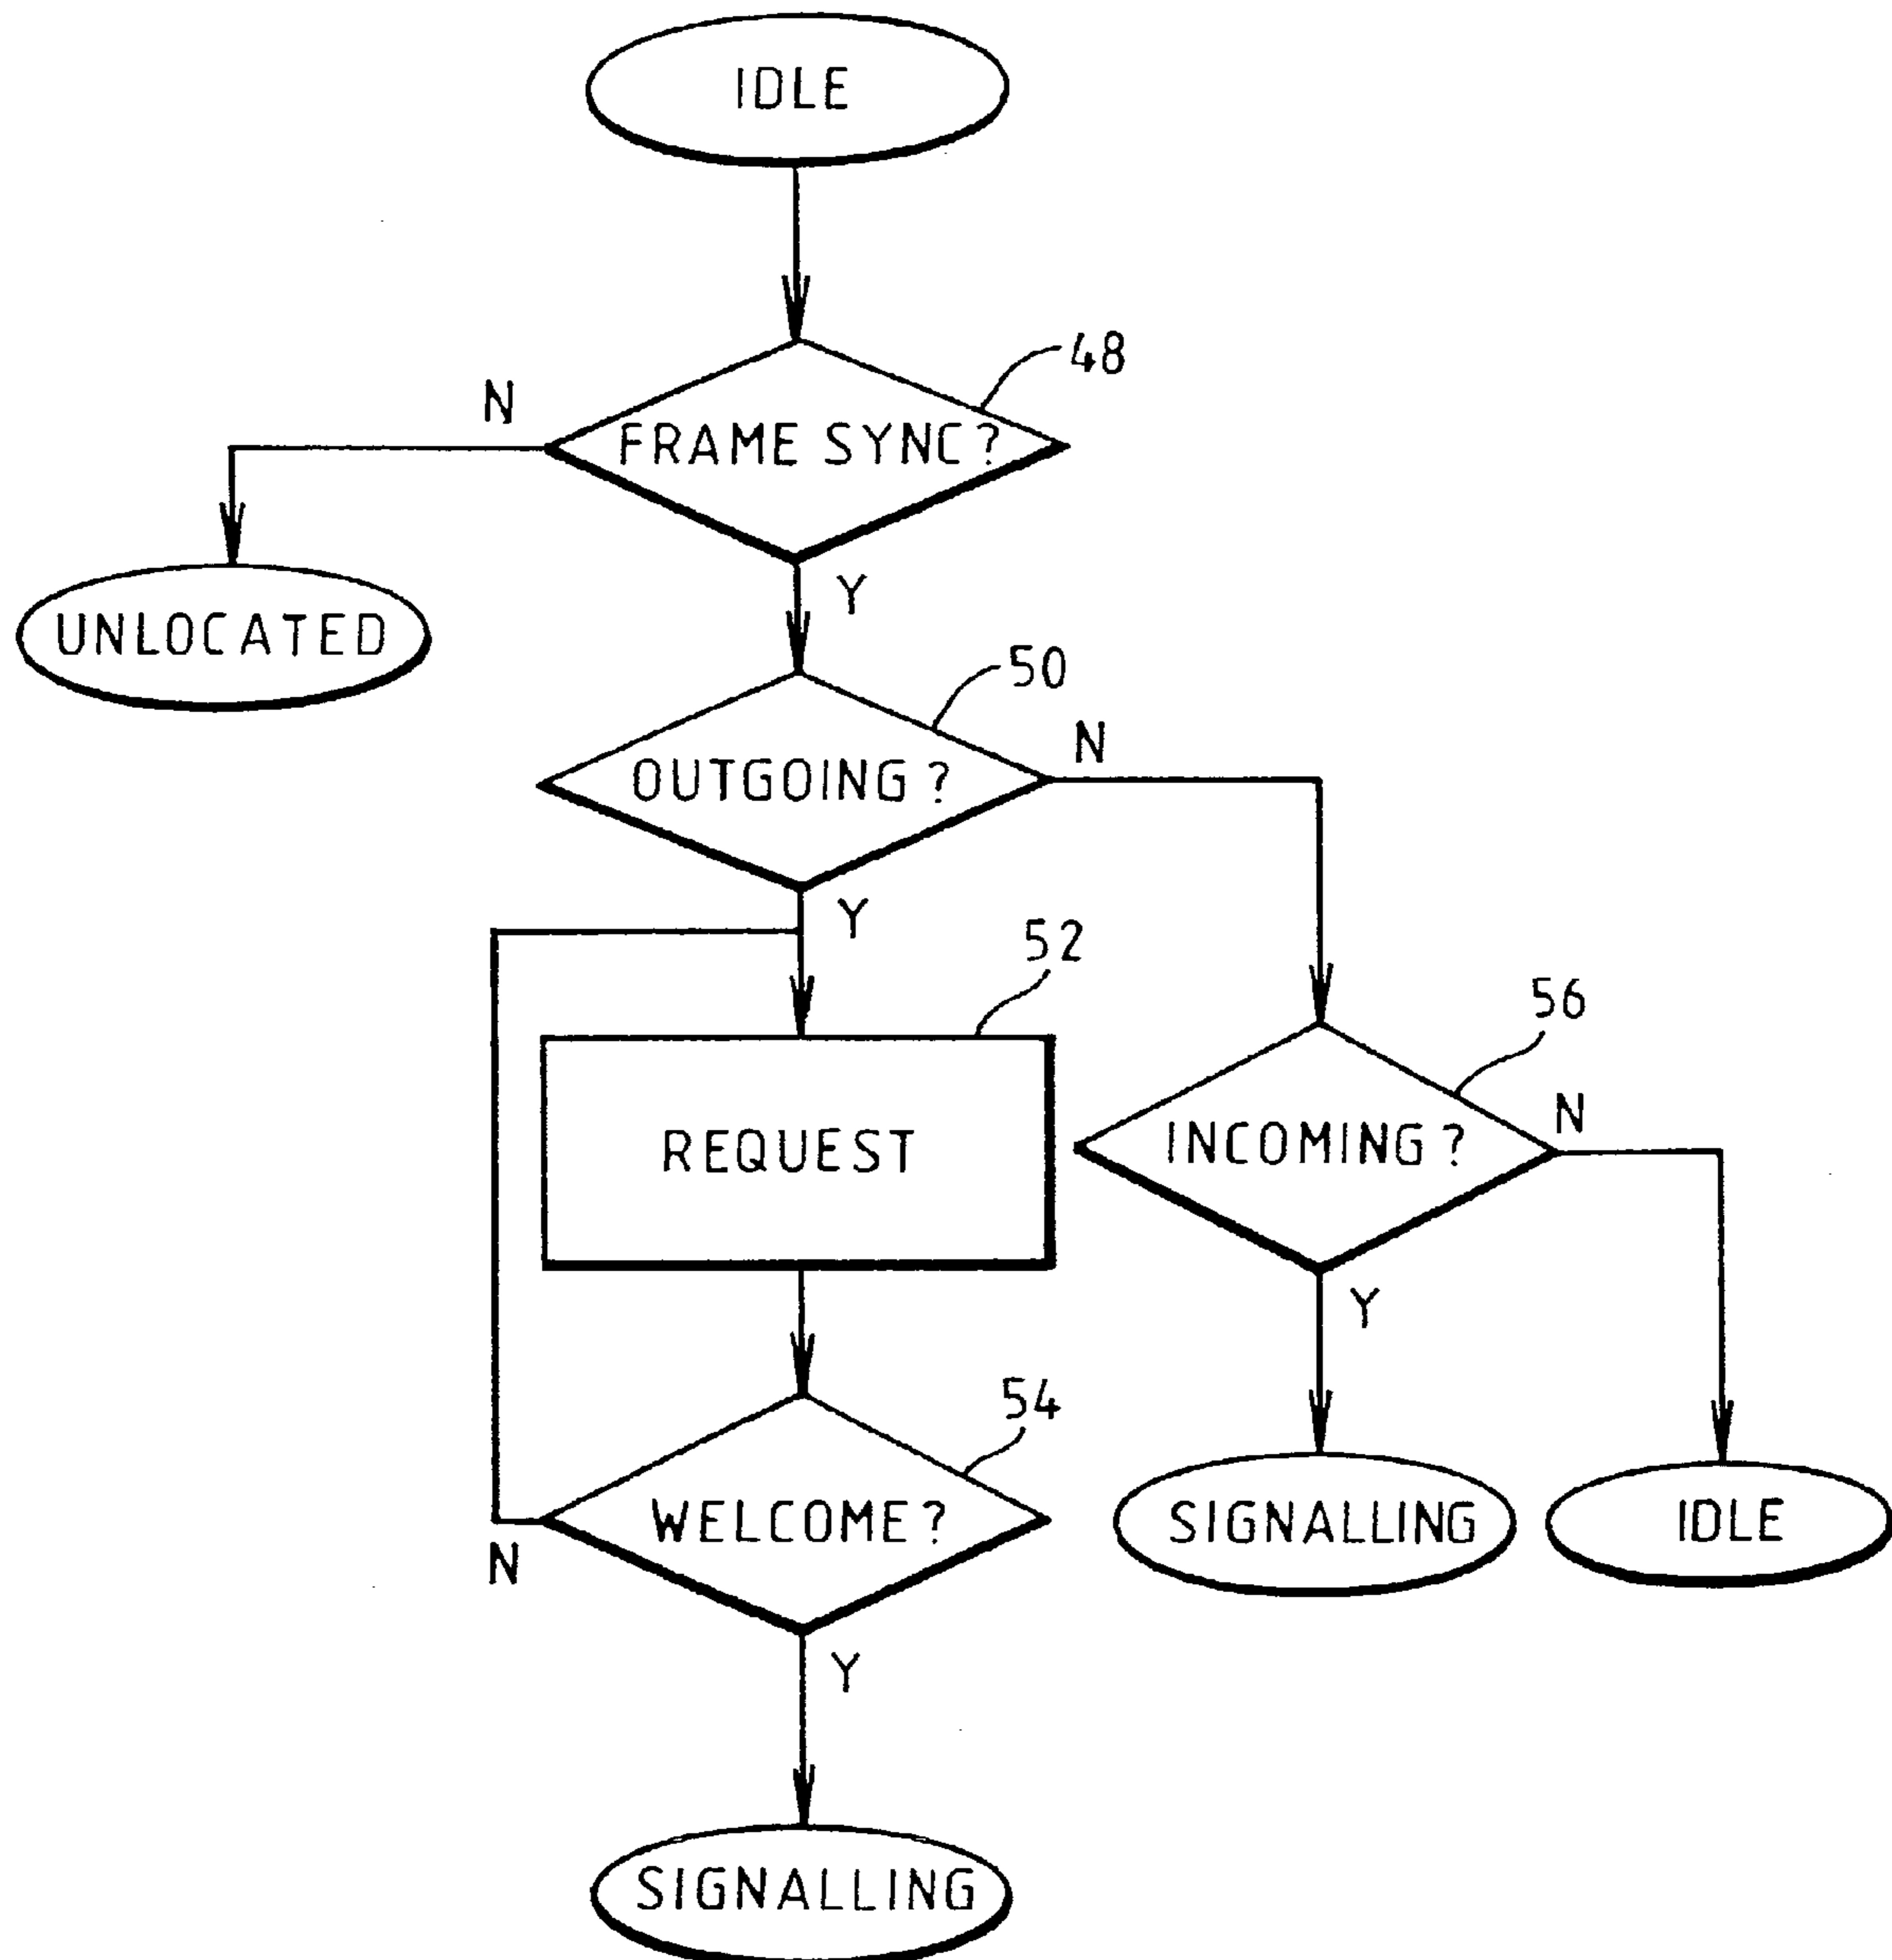 IDLE
48
N
FRAME SYNC?
Y
UNLOCATED
50
N
OUTGOING?
Y
52
56
REQUEST
INCOMING?
N
Y
54
WELCOME?
N
SIGNALLING
IDLE
Y
SIGNALLING